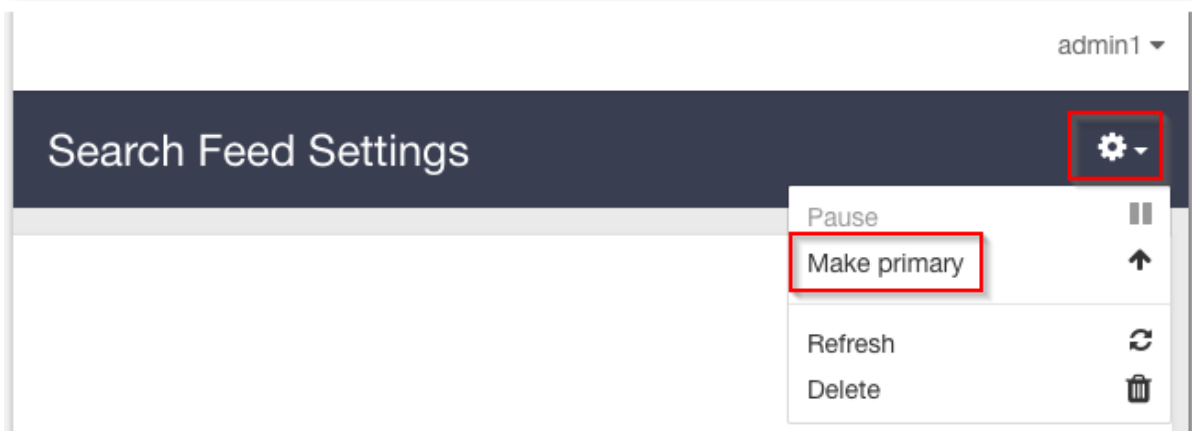 admin1
Search Feed Settings
Pause
Make primary
Refresh
Delete